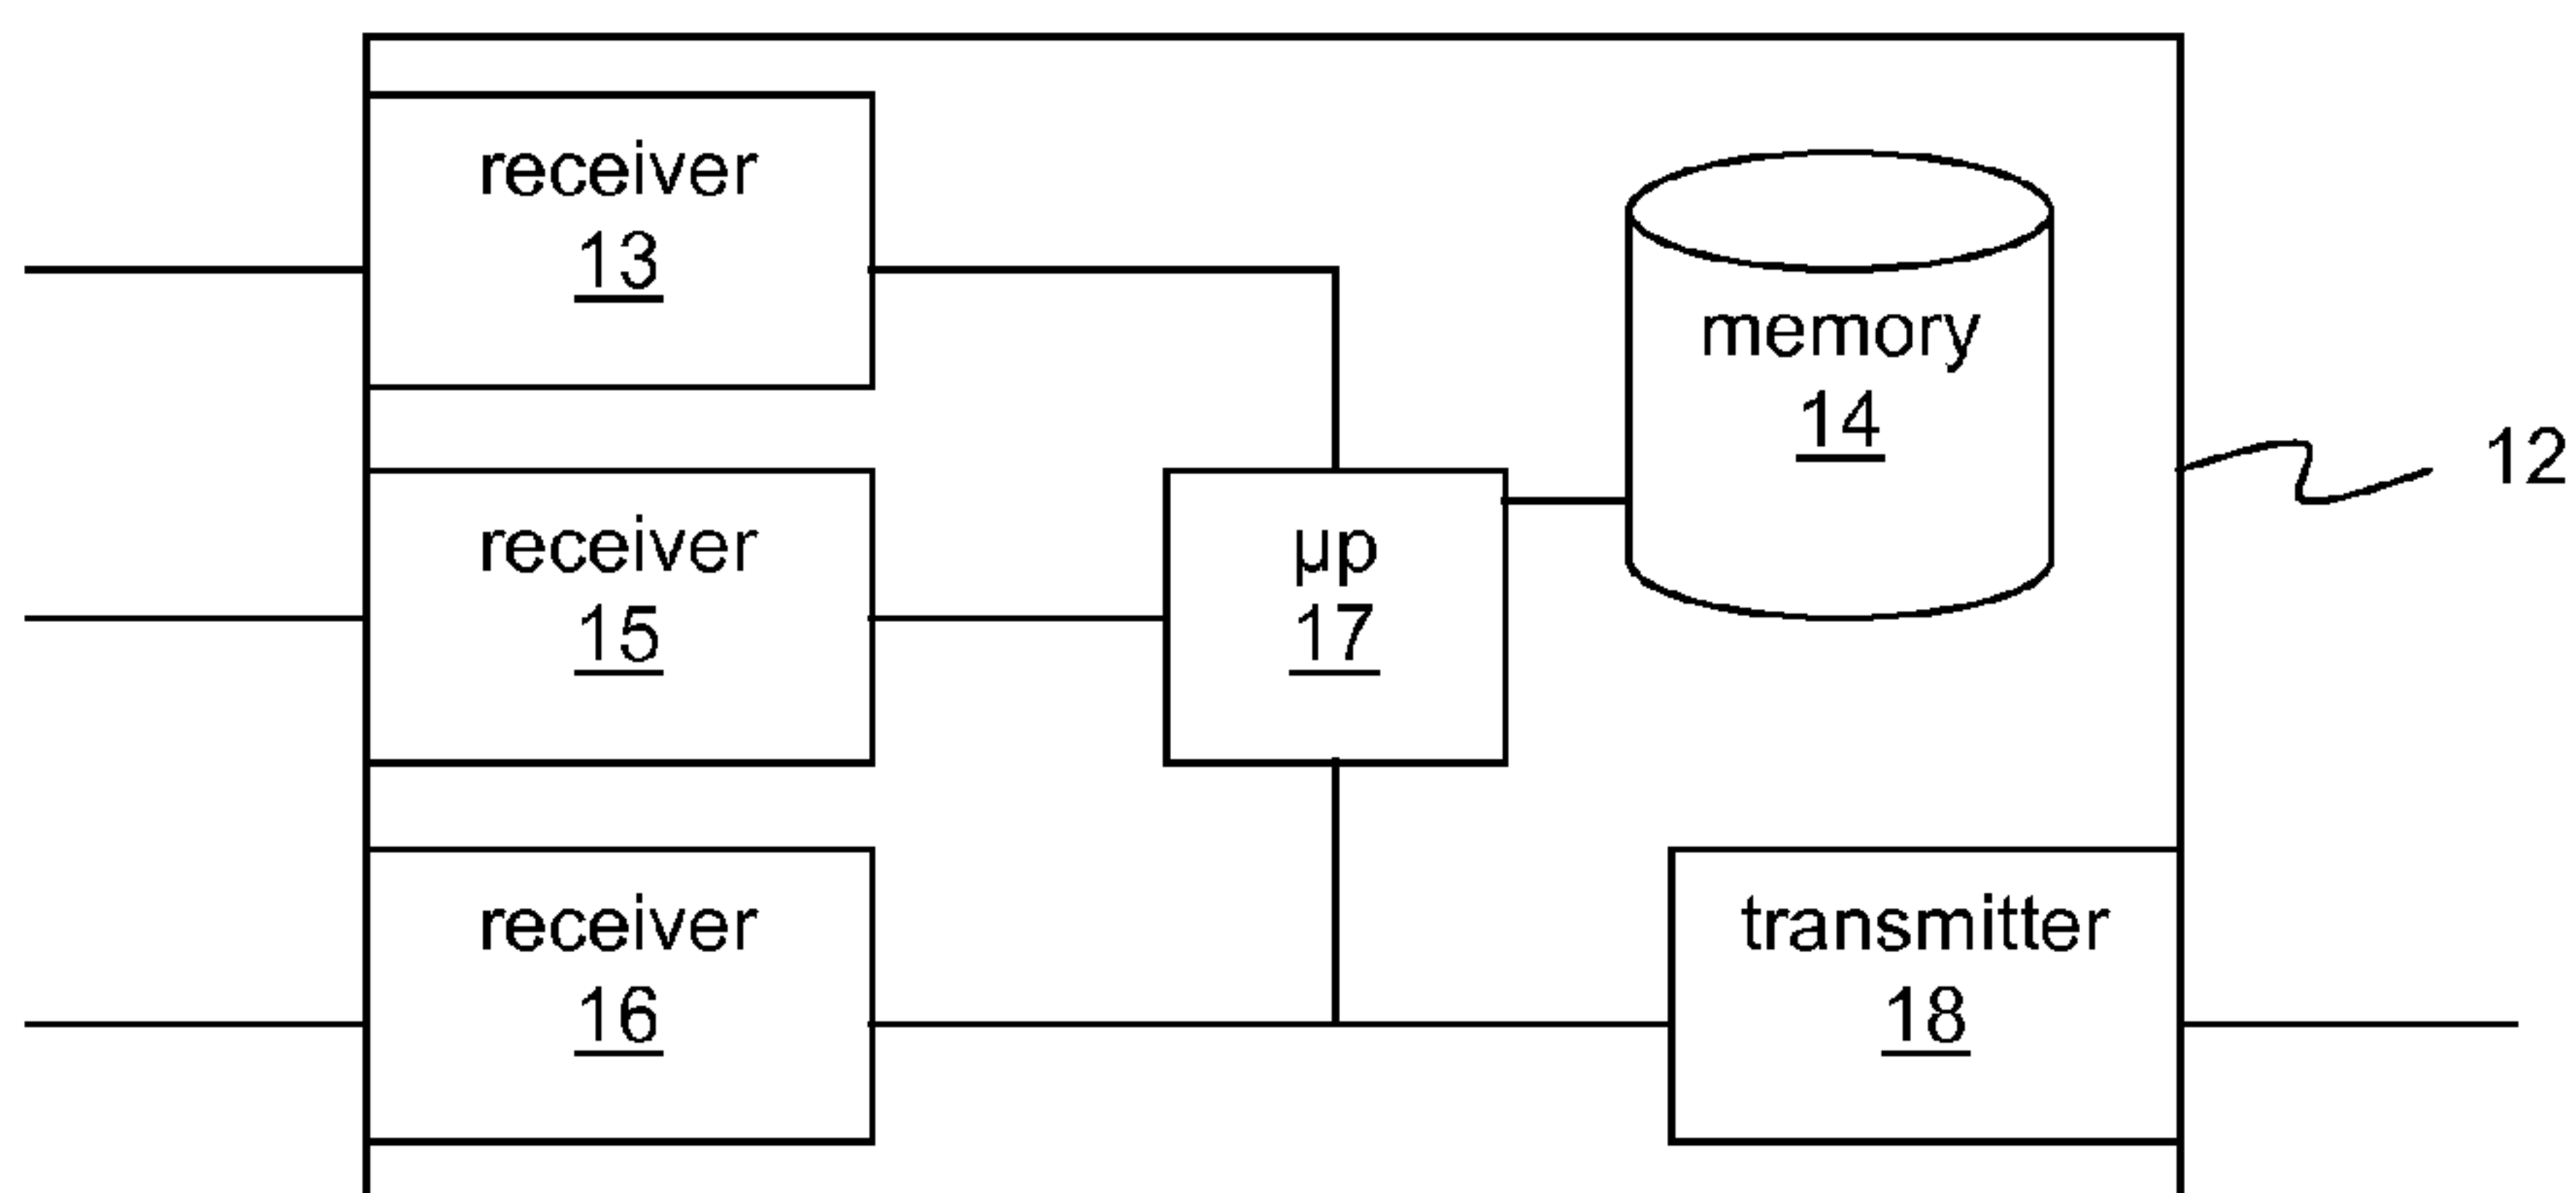 receiver
13
memory
14
12
receiver
15
µp
17
receiver
16
transmitter
18